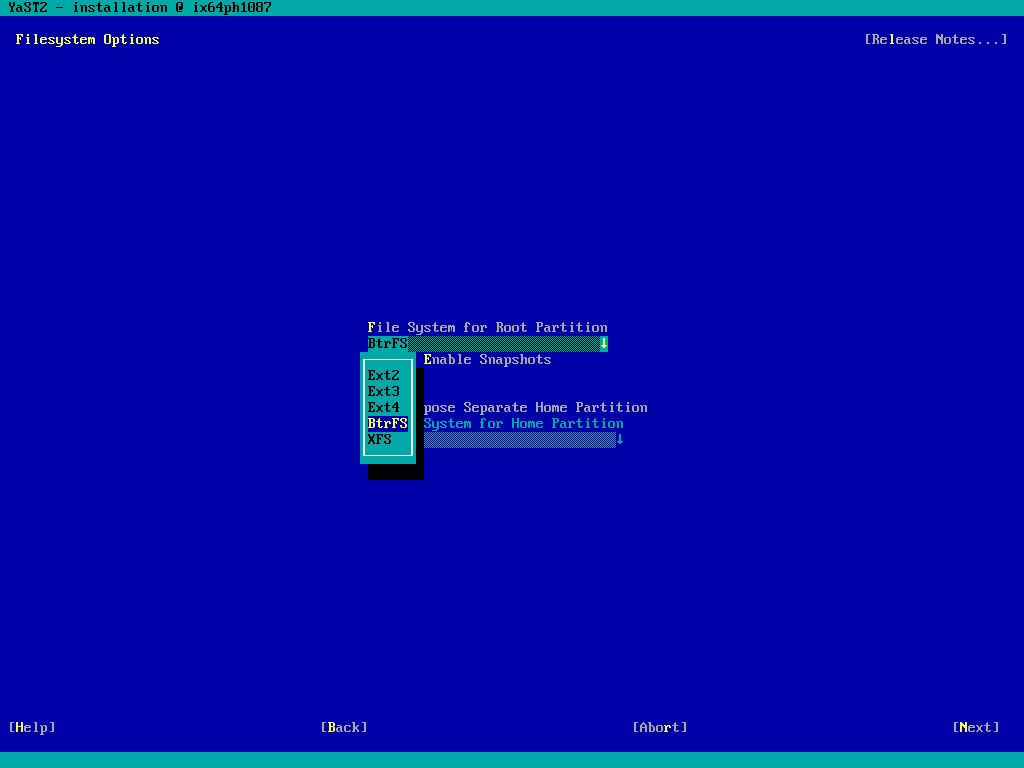 YaST2 - installation @ ix64ph1087
Filesystem Options [Release Notes...]
File System for Root Partition
BtrFS ↓
Enable Snapshots
Ext2
Ext3
Ext4 pose Separate Home Partition
BtrFS System for Home Partition
XFS ↓
[Help] [Back] [Abort] [Next]